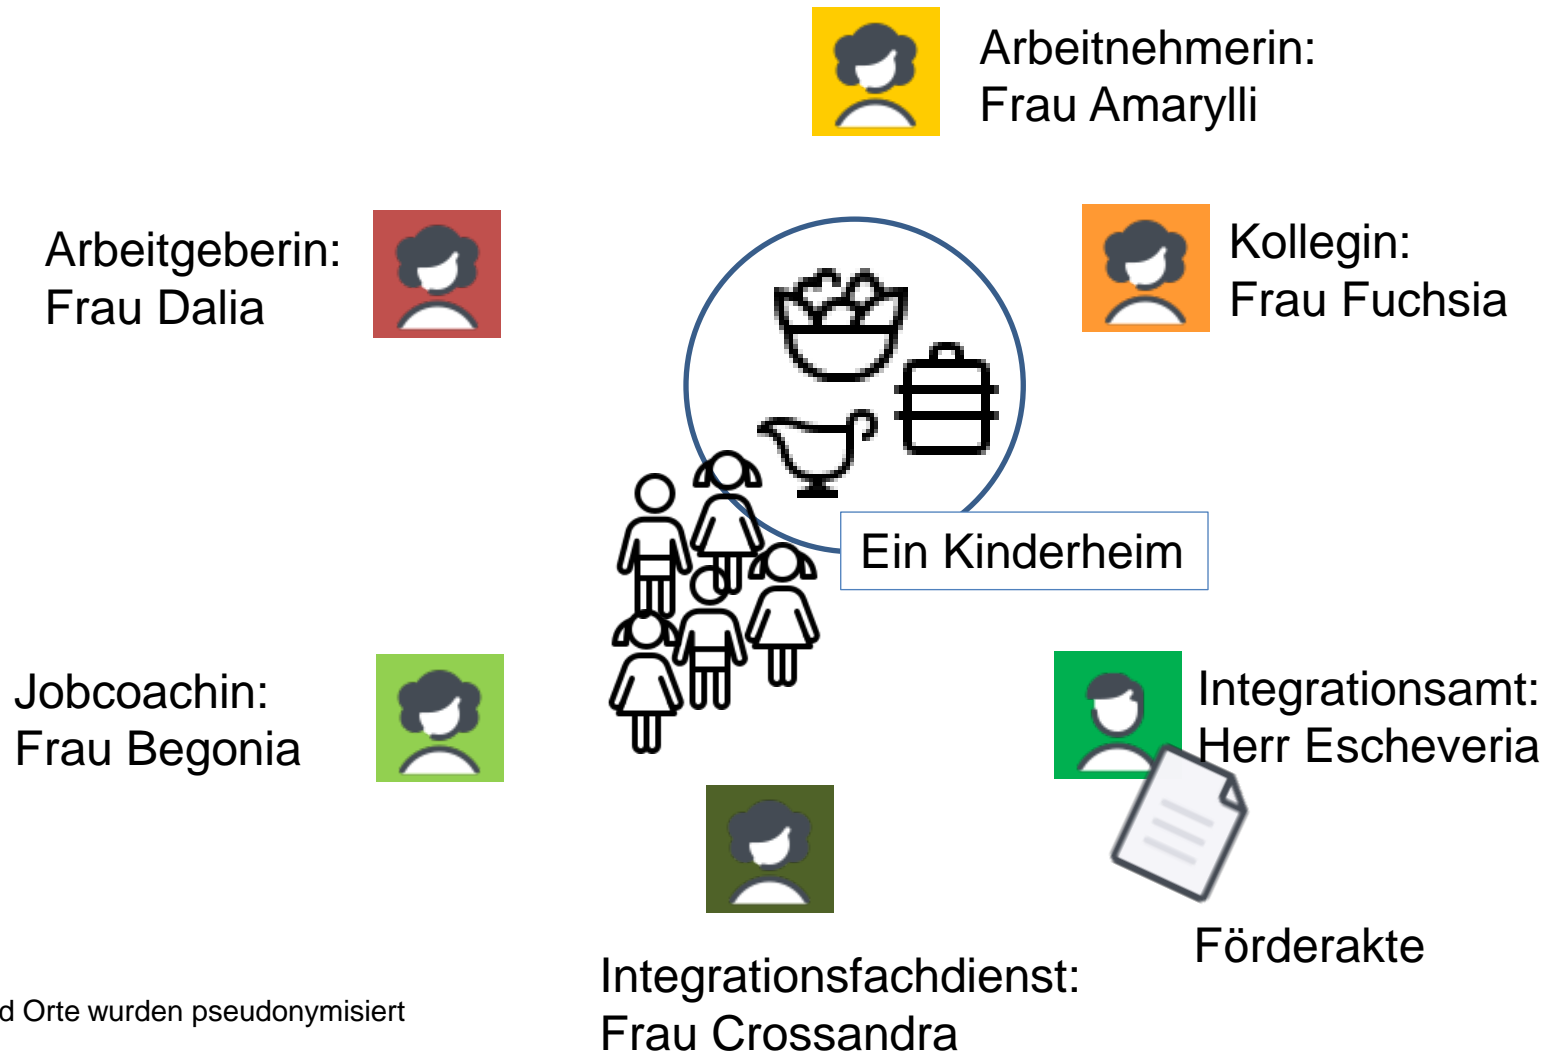 Arbeitnehmerin:
Frau Amarylli
Arbeitgeberin:
Frau Dalia
Kollegin:
Frau Fuchsia
Ein Kinderheim
Jobcoachin:
Frau Begonia
Integrationsamt:
Herr Escheveria
Förderakte
Integrationsfachdienst:
Frau Crossandra
d Orte wurden pseudonymisiert